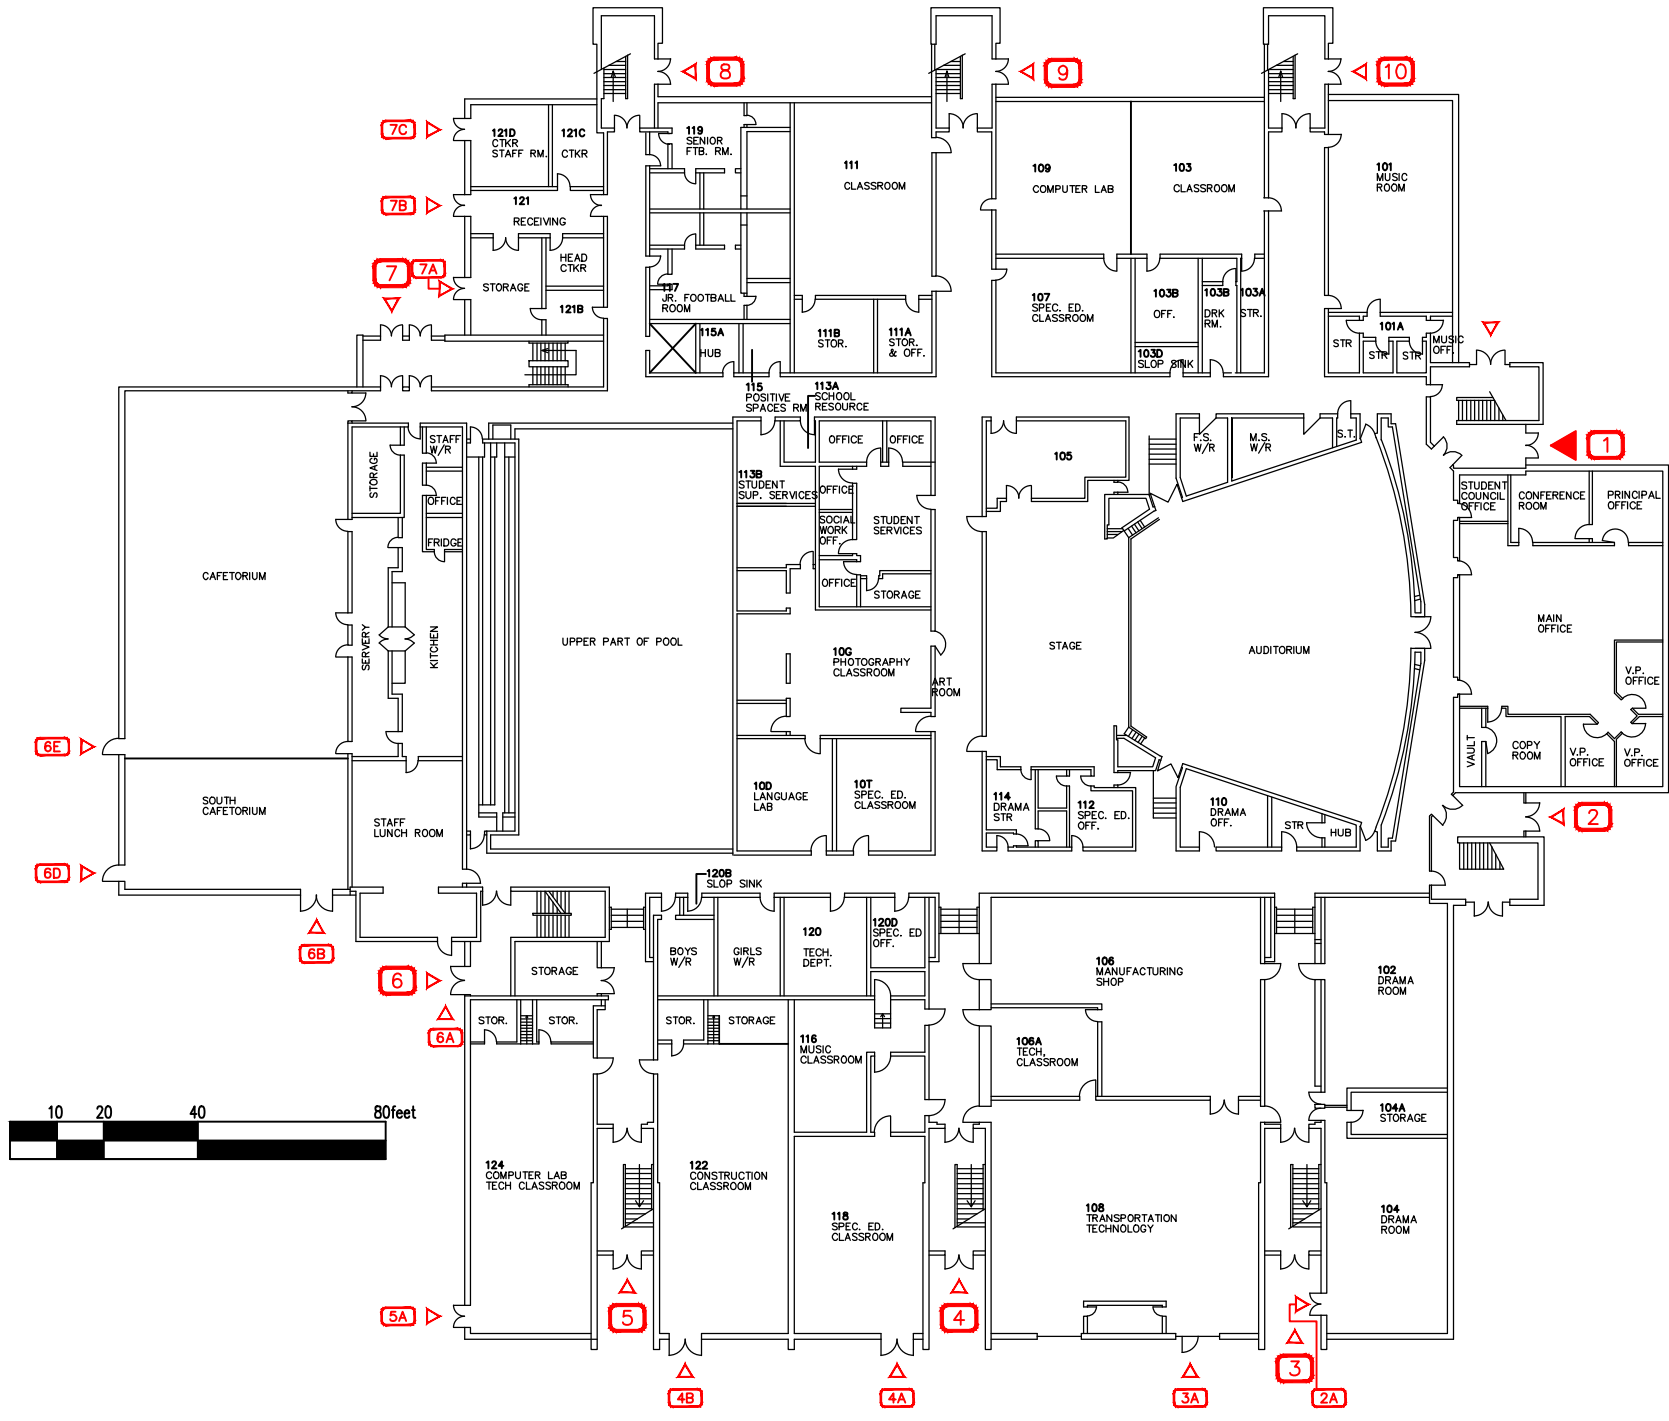 8
9
10
7C
121D
CTKR
STAFF RM.
121C
CTKR
119
SENIOR
FTB. RM.
111
CLASSROOM
109
COMPUTER LAB
103
CLASSROOM
101
MUSIC
ROOM
7B
121
RECEIVING
7
7A
HEAD
CTKR
STORAGE
121B
117
JR. FOOTBALL
ROOM
115A
HUB
111B
STOR.
111A
STOR.
& OFF.
107
SPEC. ED.
CLASSROOM
103B
OFF.
103B
DRK
RM.
103A
STR.
103D
SLOP SINK
101A
STR
STR
STR
MUSIC
OFF.
115
POSITIVE
SPACES RM
113A
SCHOOL
RESOURCE
STAFF
W/R
STORAGE
OFFICE
FRIDGE
OFFICE
OFFICE
113B
STUDENT
SUP. SERVICES
OFFICE
SOCIAL
WORK
OFF.
STUDENT
SERVICES
OFFICE
STORAGE
105
F.S.
W/R
M.S.
W/R
S.T.
1
STUDENT
COUNCIL
OFFICE
CONFERENCE
ROOM
PRINCIPAL
OFFICE
CAFETORIUM
SERVERY
KITCHEN
UPPER PART OF POOL
10G
PHOTOGRAPHY
CLASSROOM
ART
ROOM
STAGE
AUDITORIUM
MAIN
OFFICE
V.P.
OFFICE
6E
VAULT
COPY
ROOM
V.P.
OFFICE
V.P.
OFFICE
SOUTH
CAFETORIUM
STAFF
LUNCH ROOM
10D
LANGUAGE
LAB
10T
SPEC. ED.
CLASSROOM
114
DRAMA
STR
112
SPEC. ED.
OFF.
110
DRAMA
OFF.
STR
HUB
2
6D
120B
SLOP SINK
6B
6
6A
STORAGE
BOYS
W/R
GIRLS
W/R
120
TECH.
DEPT.
120D
SPEC. ED
OFF.
106
MANUFACTURING
SHOP
102
DRAMA
ROOM
STOR.
STOR.
STOR.
STORAGE
116
MUSIC
CLASSROOM
106A
TECH,
CLASSROOM
104A
STORAGE
10
20
40
80feet
124
COMPUTER LAB
TECH CLASSROOM
122
CONSTRUCTION
CLASSROOM
118
SPEC. ED.
CLASSROOM
108
TRANSPORTATION
TECHNOLOGY
104
DRAMA
ROOM
5A
5
4
3
4B
4A
3A
2A